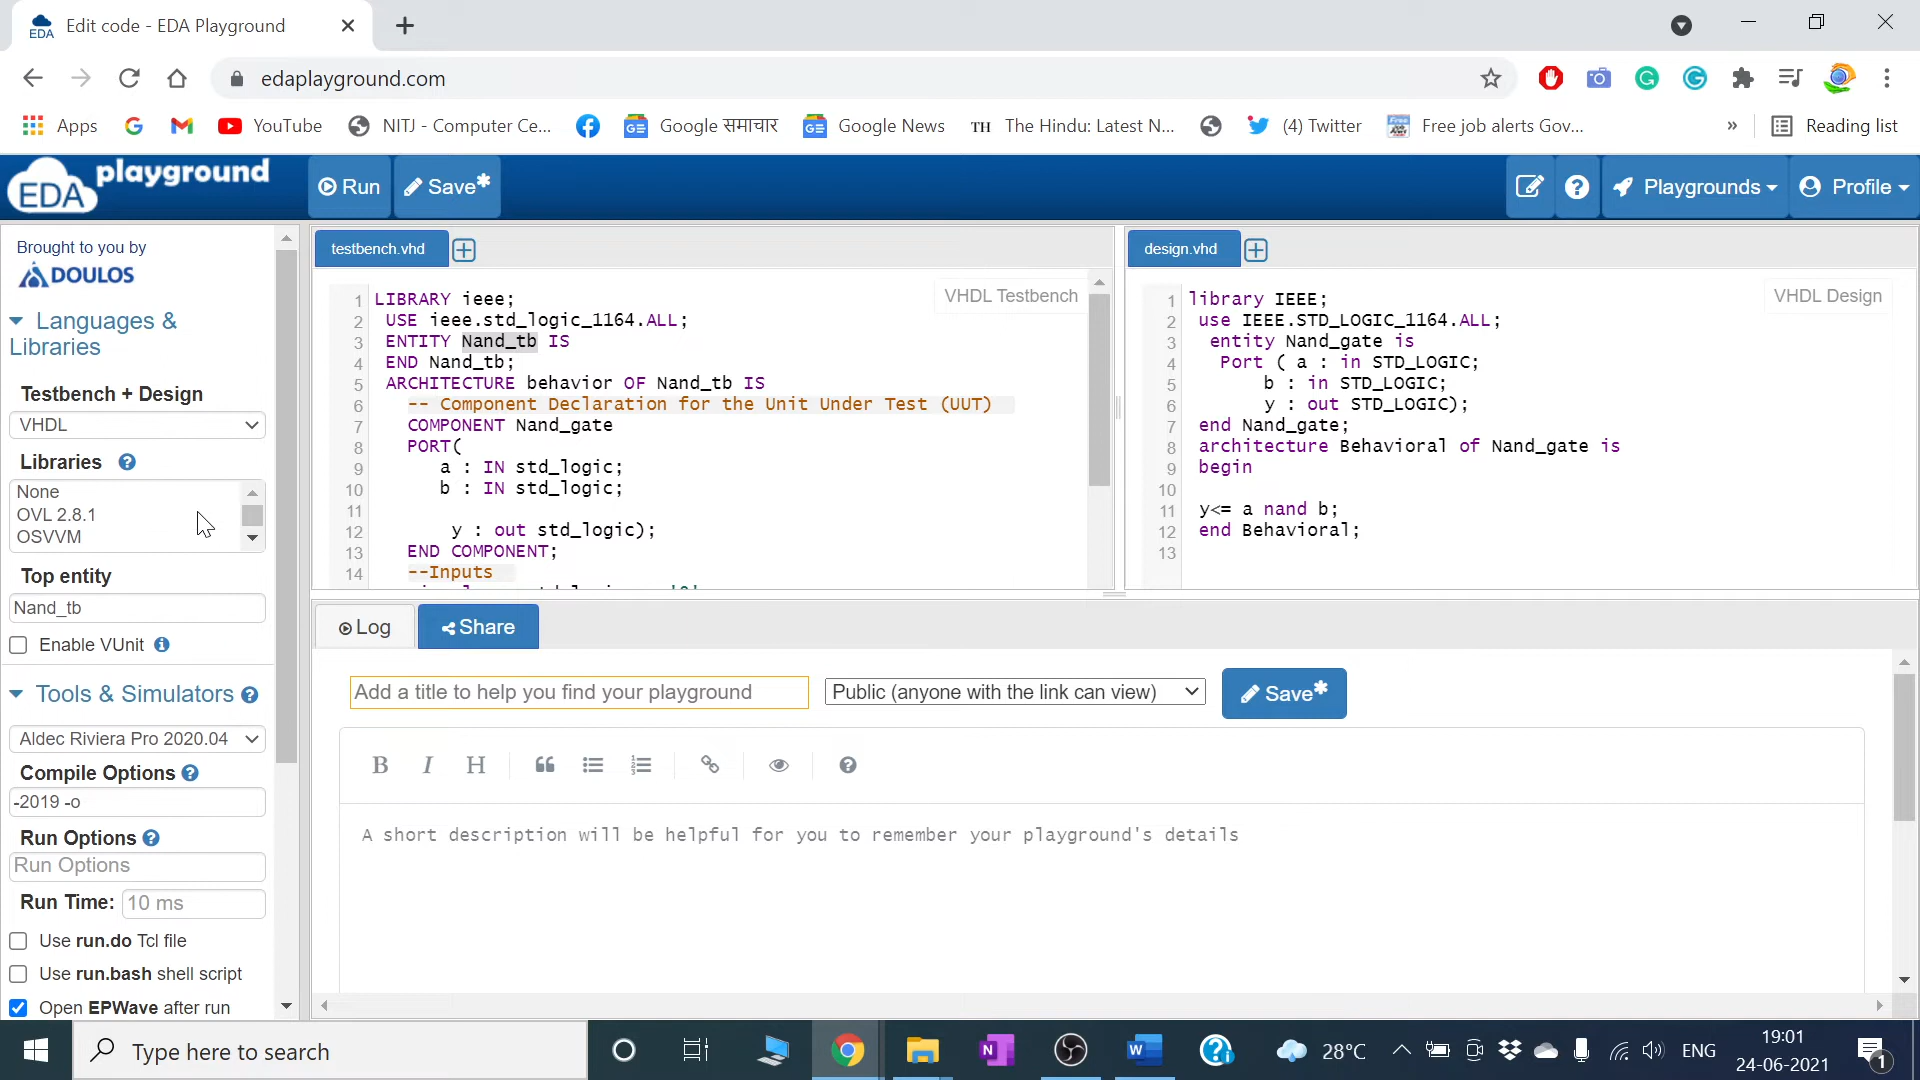 Edit code - EDA Playground
edaplayground.com
Apps
YouTube
NITJ - Computer Ce...
Google समाचार
Google News
TH The Hindu: Latest N...
(4) Twitter
Free job alerts Gov...
»
Reading list
EDA playground
Run
Save*
Playgrounds
Profile
Brought to you by
DOULOS
Languages &
Libraries
Testbench + Design
VHDL
Libraries
None
OVL 2.8.1
OSVVM
Top entity
Nand_tb
Enable VUnit
Tools & Simulators
Aldec Riviera Pro 2020.04
Compile Options
-2019 -o
Run Options
Run Options
Run Time: 10 ms
Use run.do Tcl file
Use run.bash shell script
Open EPWave after run
testbench.vhd
VHDL Testbench
1 LIBRARY ieee;
2 USE ieee.std_logic_1164.ALL;
3 ENTITY Nand_tb IS
4 END Nand_tb;
5 ARCHITECTURE behavior OF Nand_tb IS
6 -- Component Declaration for the Unit Under Test (UUT)
7 COMPONENT Nand_gate
8 PORT(
9 a : IN std_logic;
10 b : IN std_logic;
11
12 y : out std_logic);
13 END COMPONENT;
14 --Inputs
design.vhd
VHDL Design
1 library IEEE;
2 use IEEE.STD_LOGIC_1164.ALL;
3 entity Nand_gate is
4 Port ( a : in STD_LOGIC;
5 b : in STD_LOGIC;
6 y : out STD_LOGIC);
7 end Nand_gate;
8 architecture Behavioral of Nand_gate is
9 begin
10
11 y<= a nand b;
12 end Behavioral;
13
Log
Share
Add a title to help you find your playground
Public (anyone with the link can view)
Save*
B I H
A short description will be helpful for you to remember your playground's details
Type here to search
28°C
ENG
19:01
24-06-2021
1